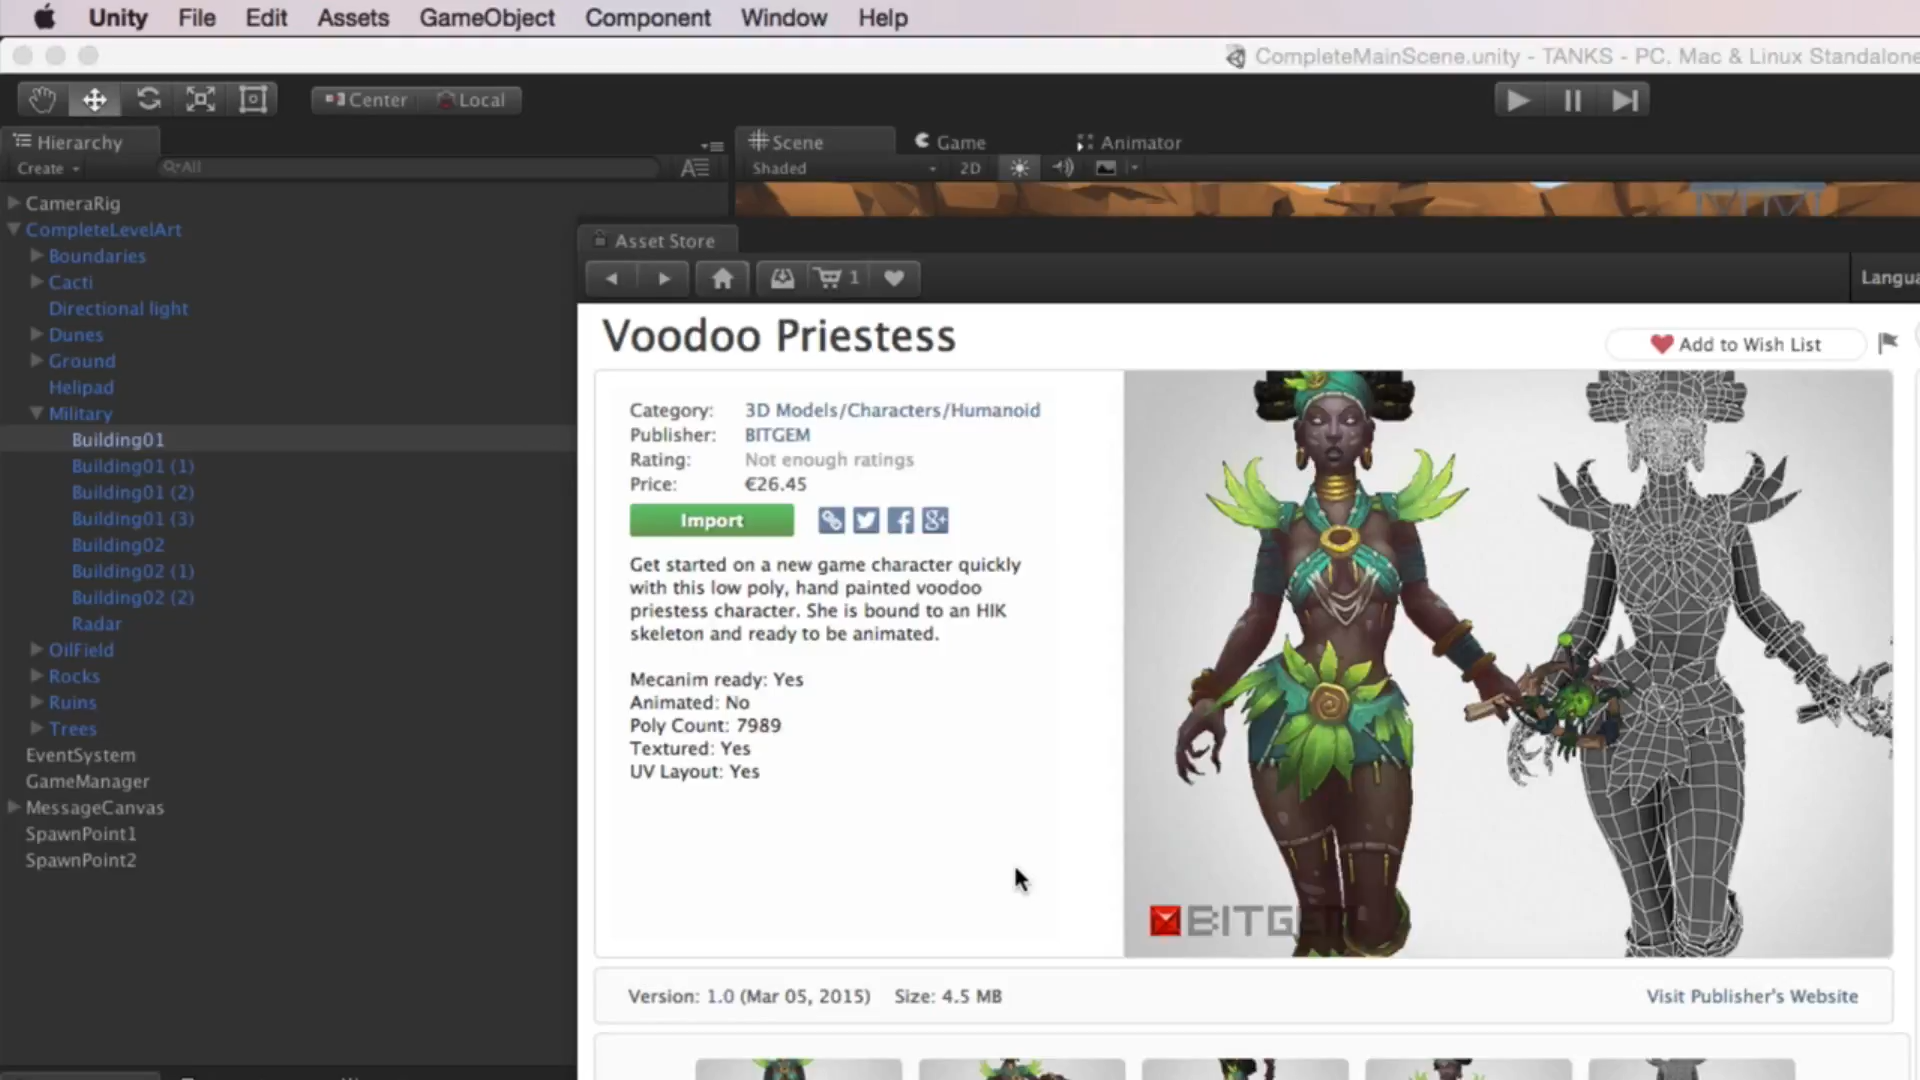 Unity File Edit Assets GameObject Component Window Help
CompleteMainScene.unity - TANKS - PC, Mac & Linux Standalone
Center Local
Hierarchy
Create All
Scene Game Animator
Shaded 2D
CameraRig
CompleteLevelArt
Boundaries
Cacti
Directional light
Dunes
Ground
Helipad
Military
Building01
Building01 (1)
Building01 (2)
Building01 (3)
Building02
Building02 (1)
Building02 (2)
Radar
OilField
Rocks
Ruins
Trees
EventSystem
GameManager
MessageCanvas
SpawnPoint1
SpawnPoint2
Asset Store
1
Langua
Voodoo Priestess
Add to Wish List
Category: 3D Models/Characters/Humanoid
Publisher: BITGEM
Rating: Not enough ratings
Price: €26.45
Import
Get started on a new game character quickly
with this low poly, hand painted voodoo
priestess character. She is bound to an HIK
skeleton and ready to be animated.
Mecanim ready: Yes
Animated: No
Poly Count: 7989
Textured: Yes
UV Layout: Yes
BITGEM
Version: 1.0 (Mar 05, 2015) Size: 4.5 MB
Visit Publisher's Website